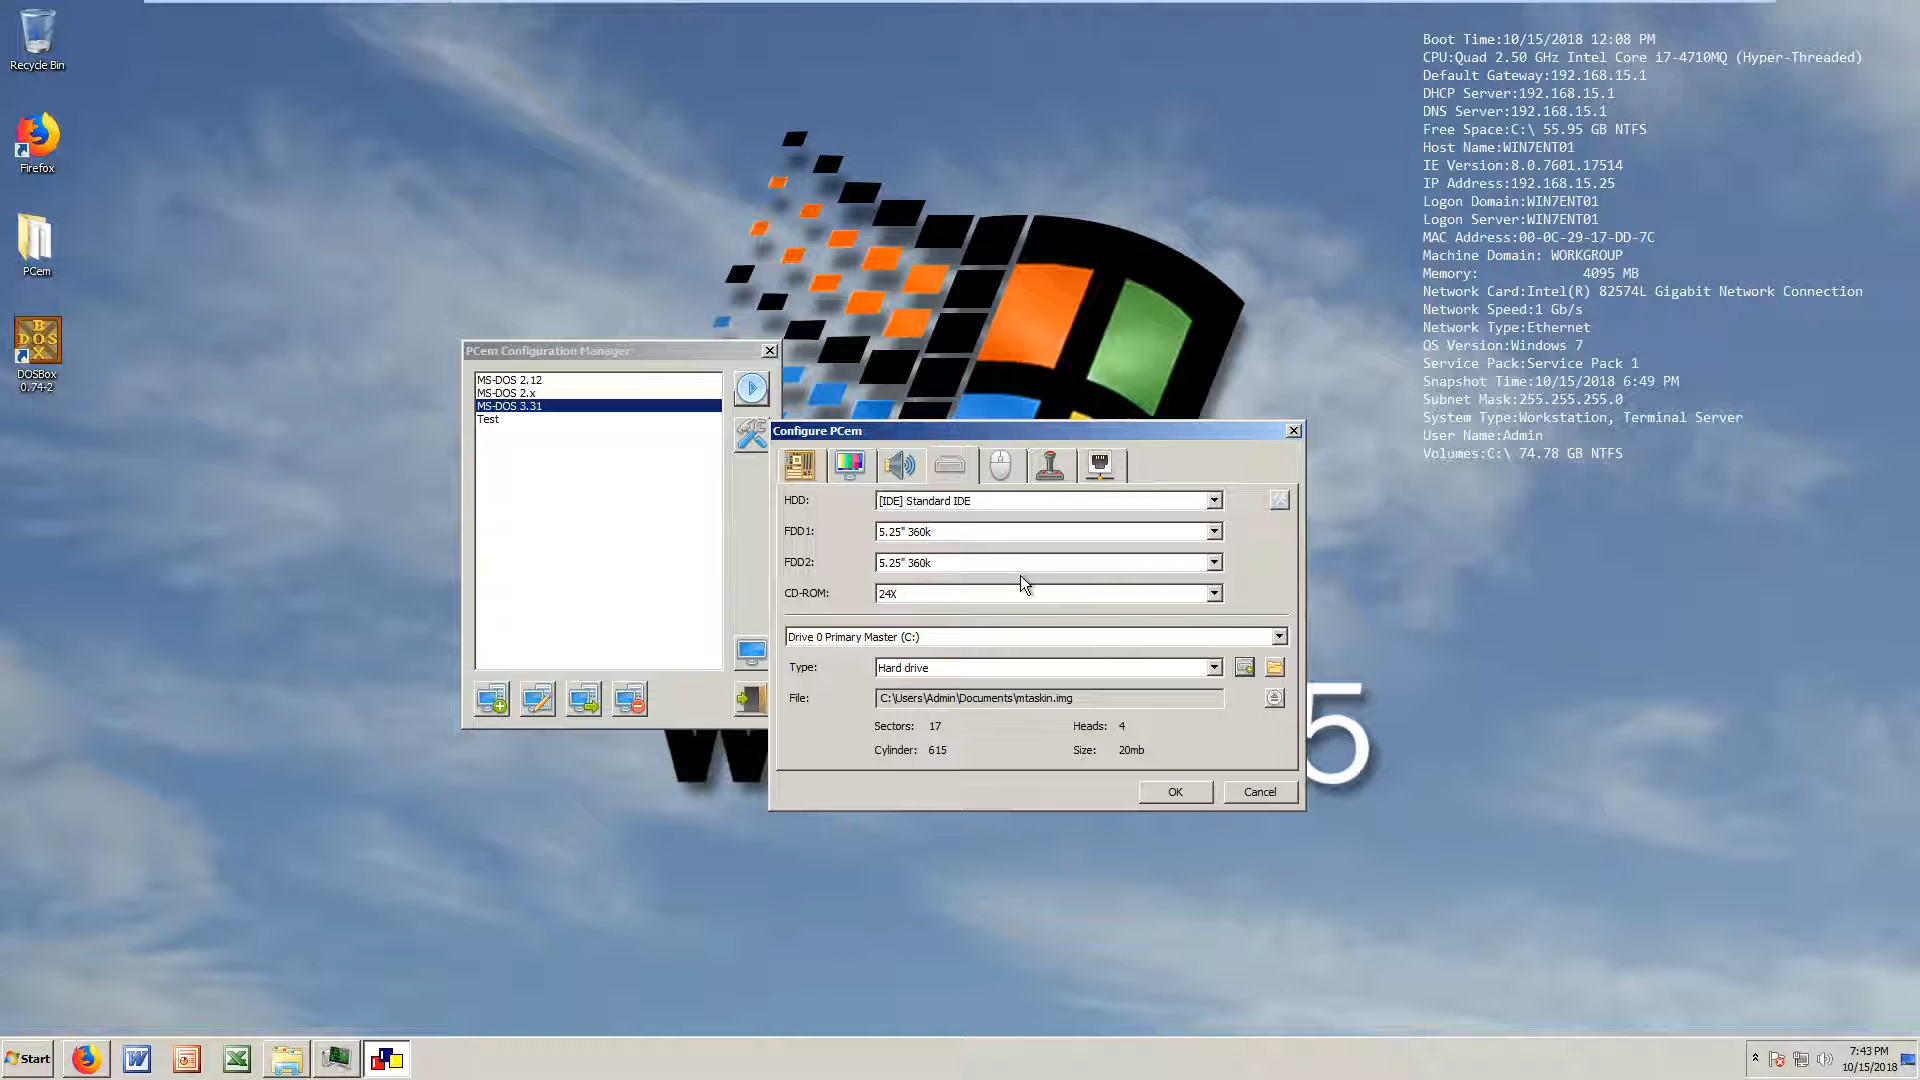 Recycle Bin
Firefox
PCem
DOSBox
0.74-2
Boot Time:10/15/2018 12:08 PM
CPU:Quad 2.50 GHz Intel Core i7-4710MQ (Hyper-Threaded)
Default Gateway:192.168.15.1
DHCP Server:192.168.15.1
DNS Server:192.168.15.1
Free Space:C:\ 55.95 GB NTFS
Host Name:WIN7ENT01
IE Version:8.0.7601.17514
IP Address:192.168.15.25
Logon Domain:WIN7ENT01
Logon Server:WIN7ENT01
MAC Address:00-0C-29-17-DD-7C
Machine Domain: WORKGROUP
Memory: 4095 MB
Network Card:Intel(R) 82574L Gigabit Network Connection
Network Speed:1 Gb/s
Network Type:Ethernet
OS Version:Windows 7
Service Pack:Service Pack 1
Snapshot Time:10/15/2018 6:49 PM
Subnet Mask:255.255.255.0
System Type:Workstation, Terminal Server
User Name:Admin
Volumes:C:\ 74.78 GB NTFS
PCem Configuration Manager
MS-DOS 2.12
MS-DOS 2.x
MS-DOS 3.31
Test
Configure PCem
HDD: [IDE] Standard IDE
FDD1: 5.25" 360k
FDD2: 5.25" 360k
CD-ROM: 24X
Drive 0 Primary Master (C:)
Type: Hard drive
File: C:\Users\Admin\Documents\mtaskin.img
Sectors: 17 Heads: 4
Cylinder: 615 Size: 20mb
OK Cancel
5
Start
7:43 PM
10/15/2018